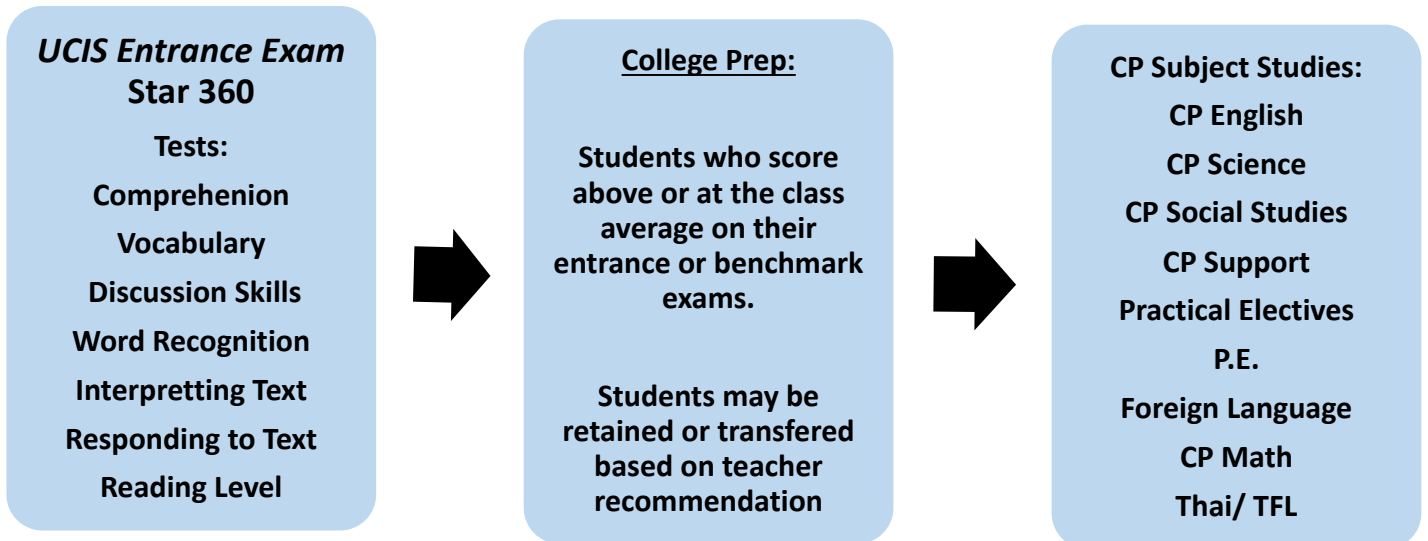 UCIS Entrance Exam
Star 360
Tests:
Comprehenion
Vocabulary
Discussion Skills
Word Recognition
Interpretting Text
Responding to Text
Reading Level
College Prep:
Students who score
above or at the class
average on their
entrance or benchmark
exams.
Students may be
retained or transfered
based on teacher
recommendation
CP Subject Studies:
CP English
CP Science
CP Social Studies
CP Support
Practical Electives
P.E.
Foreign Language
CP Math
Thai/ TFL